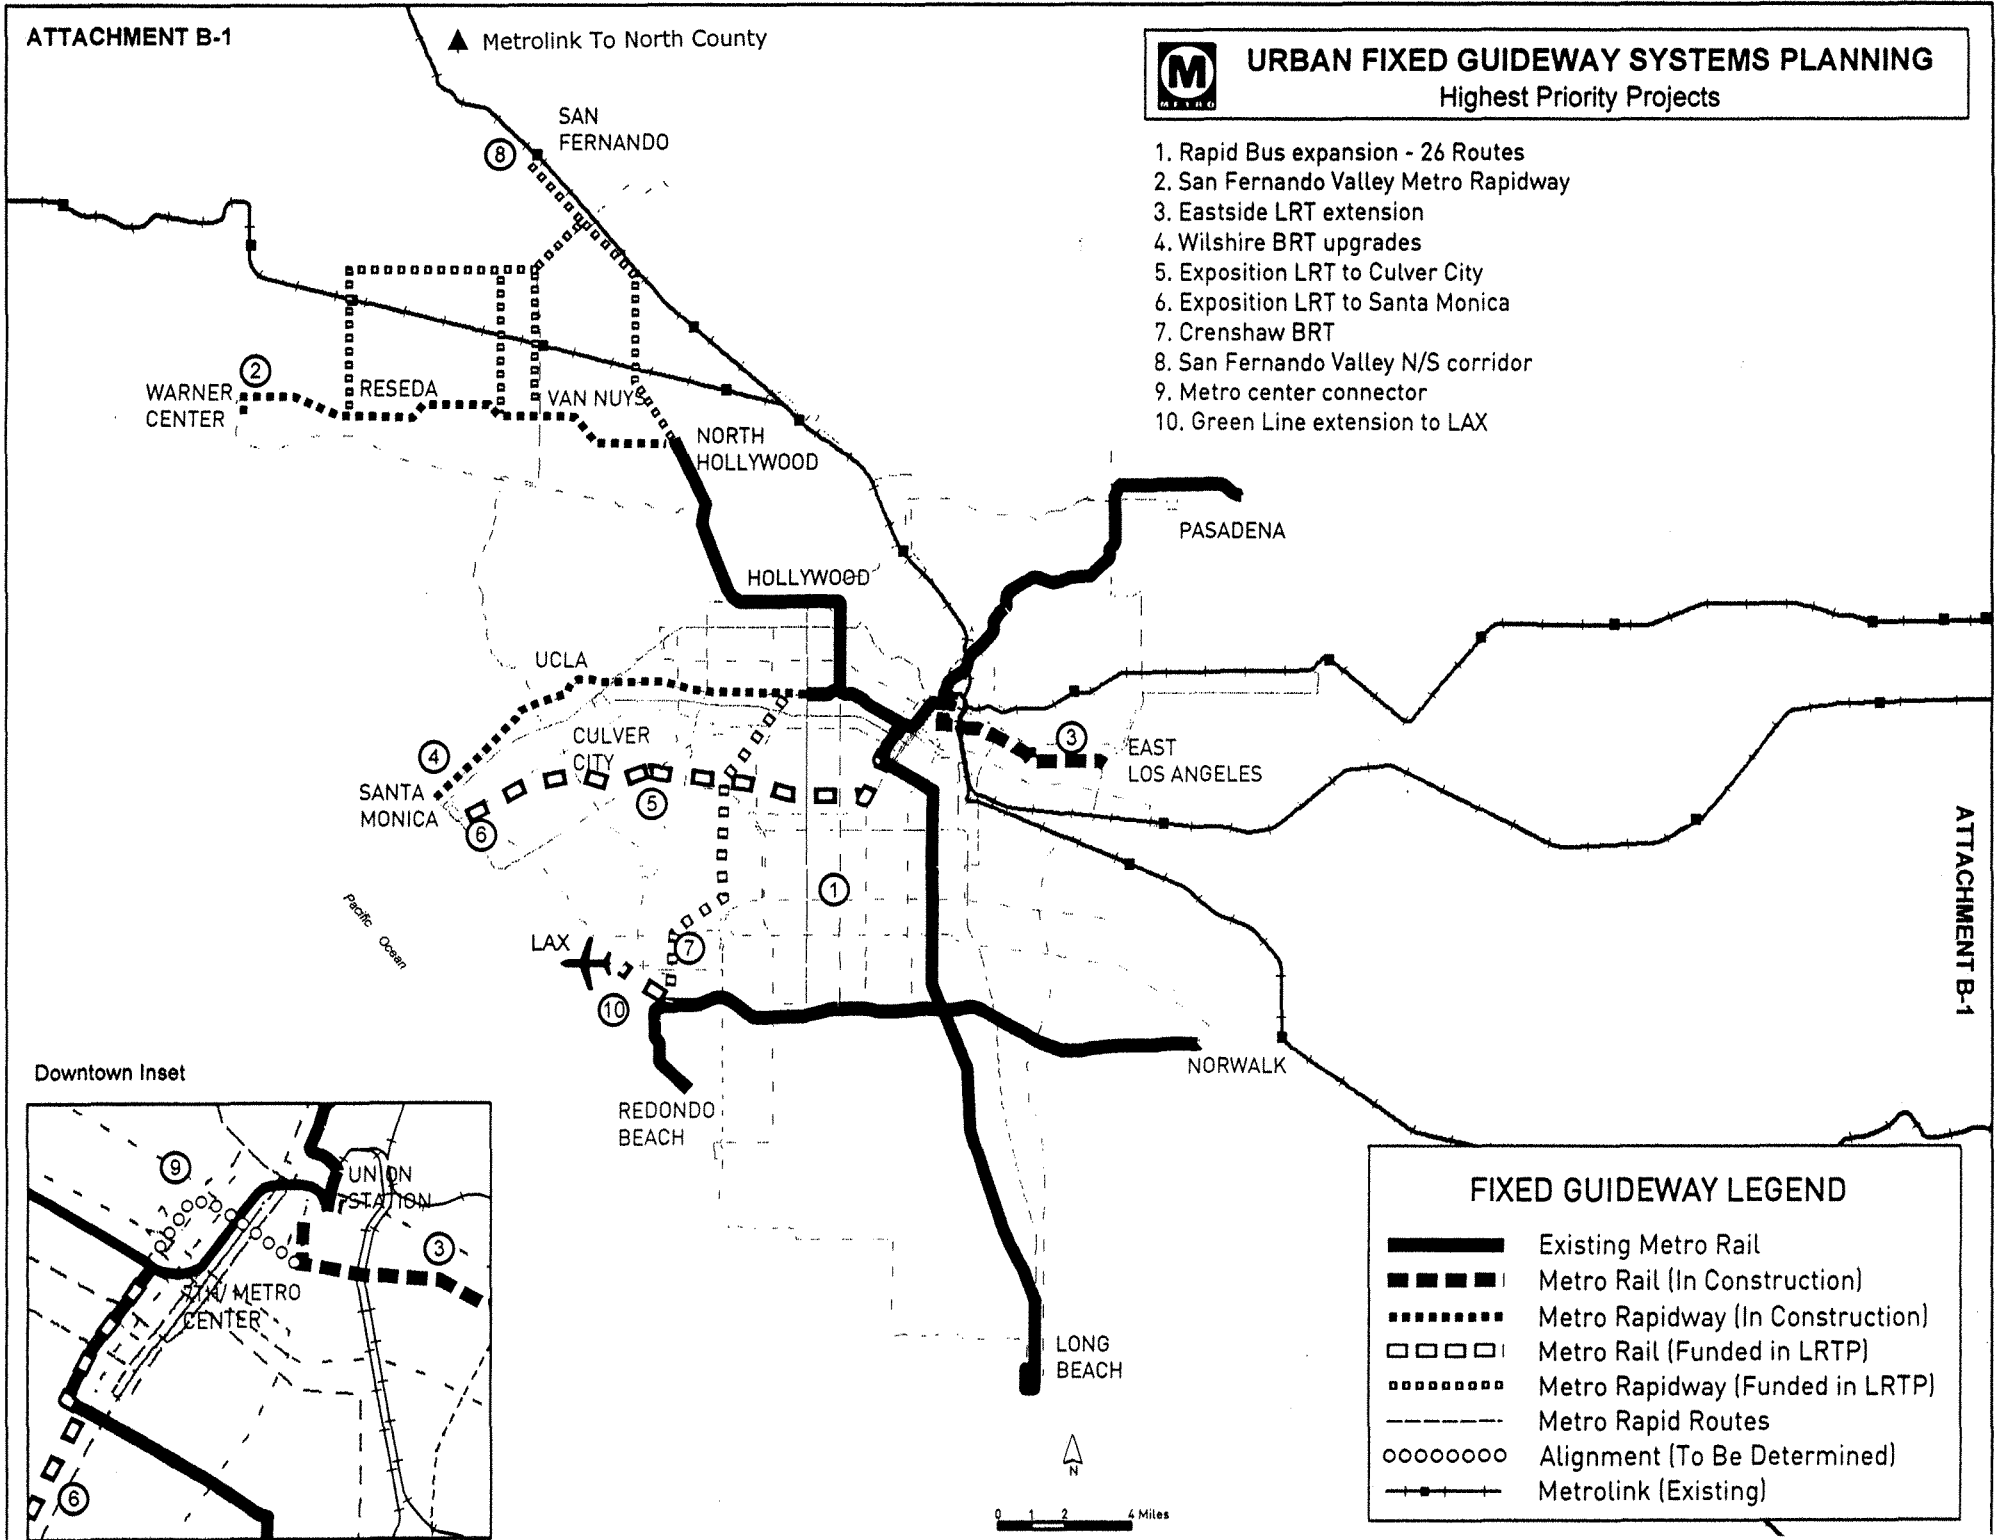 ATTACHMENT B-1
Metrolink To North County
M
METRO
URBAN FIXED GUIDEWAY SYSTEMS PLANNING
Highest Priority Projects
1. Rapid Bus expansion - 26 Routes
2. San Fernando Valley Metro Rapidway
3. Eastside LRT extension
4. Wilshire BRT upgrades
5. Exposition LRT to Culver City
6. Exposition LRT to Santa Monica
7. Crenshaw BRT
8. San Fernando Valley N/S corridor
9. Metro center connector
10. Green Line extension to LAX
SAN
FERNANDO
8
2
WARNER
CENTER
RESEDA
VAN NUYS
NORTH
HOLLYWOOD
PASADENA
HOLLYWOOD
UCLA
CULVER
CITY
4
SANTA
MONICA
6
5
3
EAST
LOS ANGELES
1
Pacific Ocean
LAX
7
10
NORWALK
REDONDO
BEACH
LONG
BEACH
ATTACHMENT B-1
Downtown Inset
9
UNION
STATION
3
7TH/ METRO
CENTER
6
N
0 1 2 4 Miles
FIXED GUIDEWAY LEGEND
Existing Metro Rail
Metro Rail (In Construction)
Metro Rapidway (In Construction)
Metro Rail (Funded in LRTP)
Metro Rapidway (Funded in LRTP)
Metro Rapid Routes
Alignment (To Be Determined)
Metrolink (Existing)